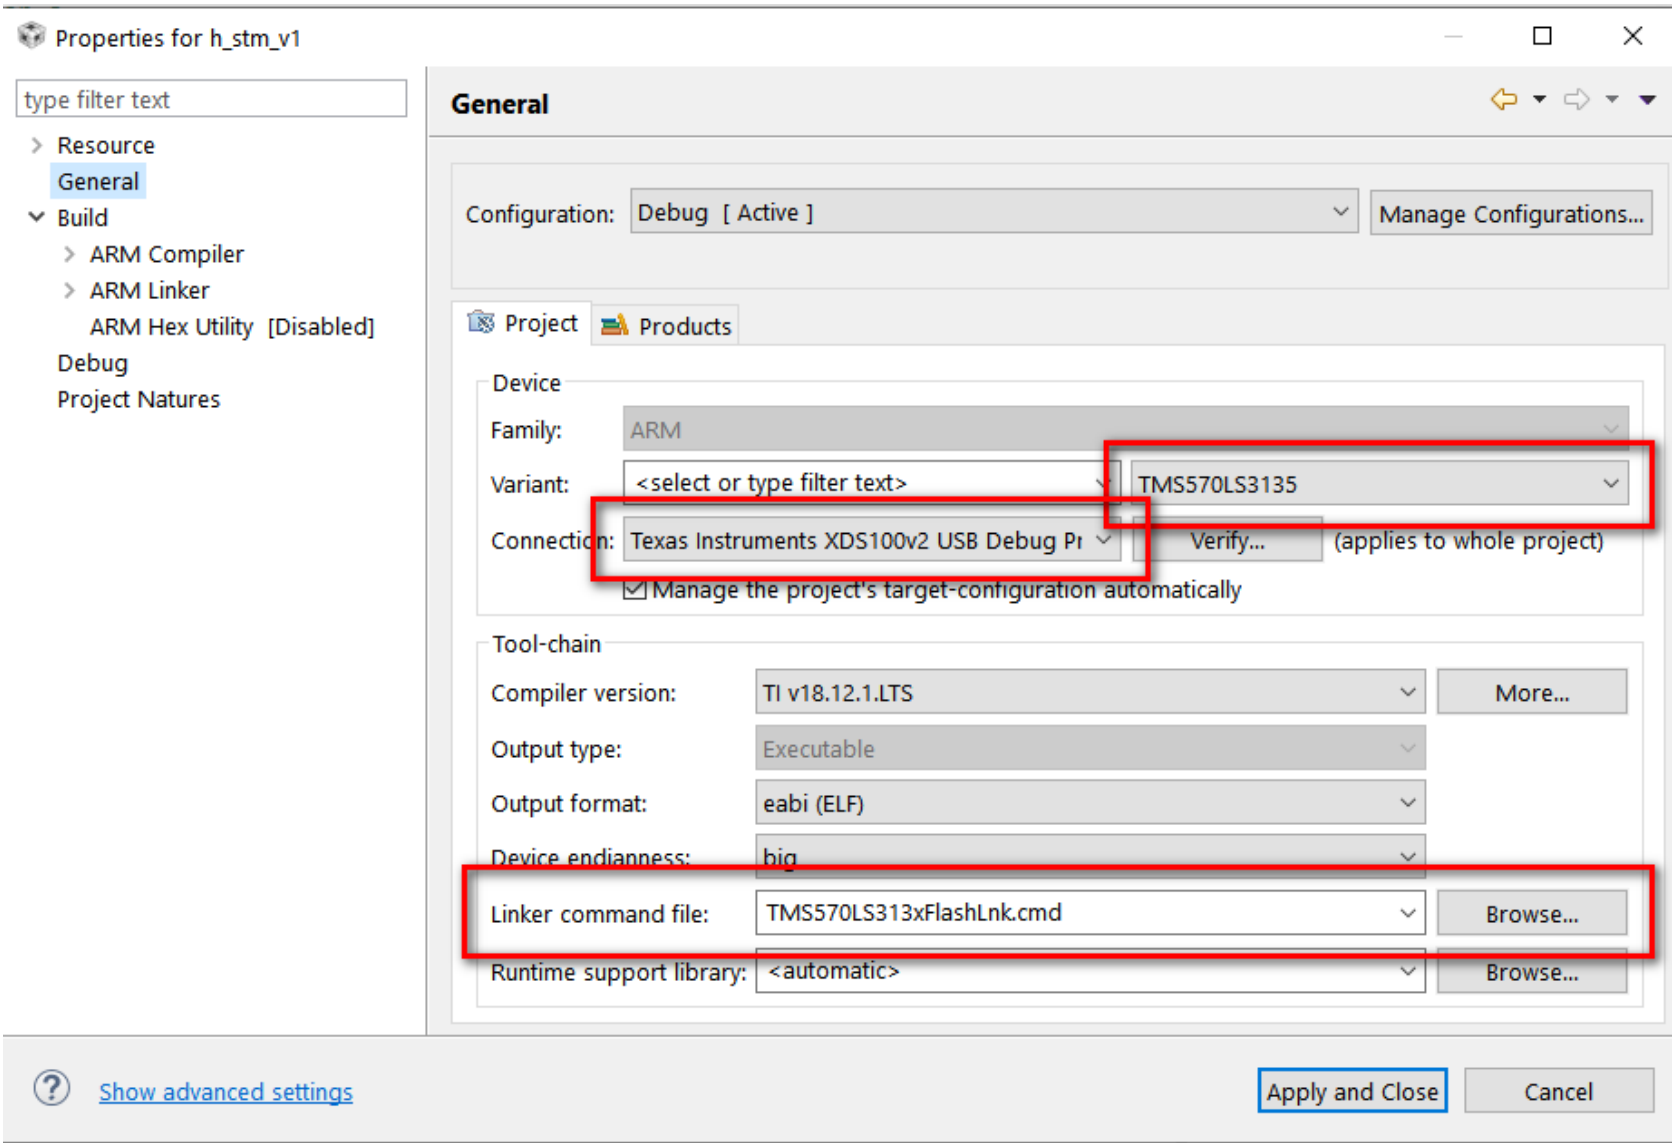 Properties for h_stm_v1
type filter text
Resource
General
Build
ARM Compiler
ARM Linker
ARM Hex Utility [Disabled]
Debug
Project Natures
General
Configuration: Debug [ Active ] Manage Configurations...
Project Products
Device
Family: ARM
Variant: <select or type filter text> TMS570LS3135
Connection: Texas Instruments XDS100v2 USB Debug Pr Verify... (applies to whole project)
Manage the project's target-configuration automatically
Tool-chain
Compiler version: TI v18.12.1.LTS More...
Output type: Executable
Output format: eabi (ELF)
Device endianness: big
Linker command file: TMS570LS313xFlashLnk.cmd Browse...
Runtime support library: <automatic> Browse...
Show advanced settings
Apply and Close Cancel